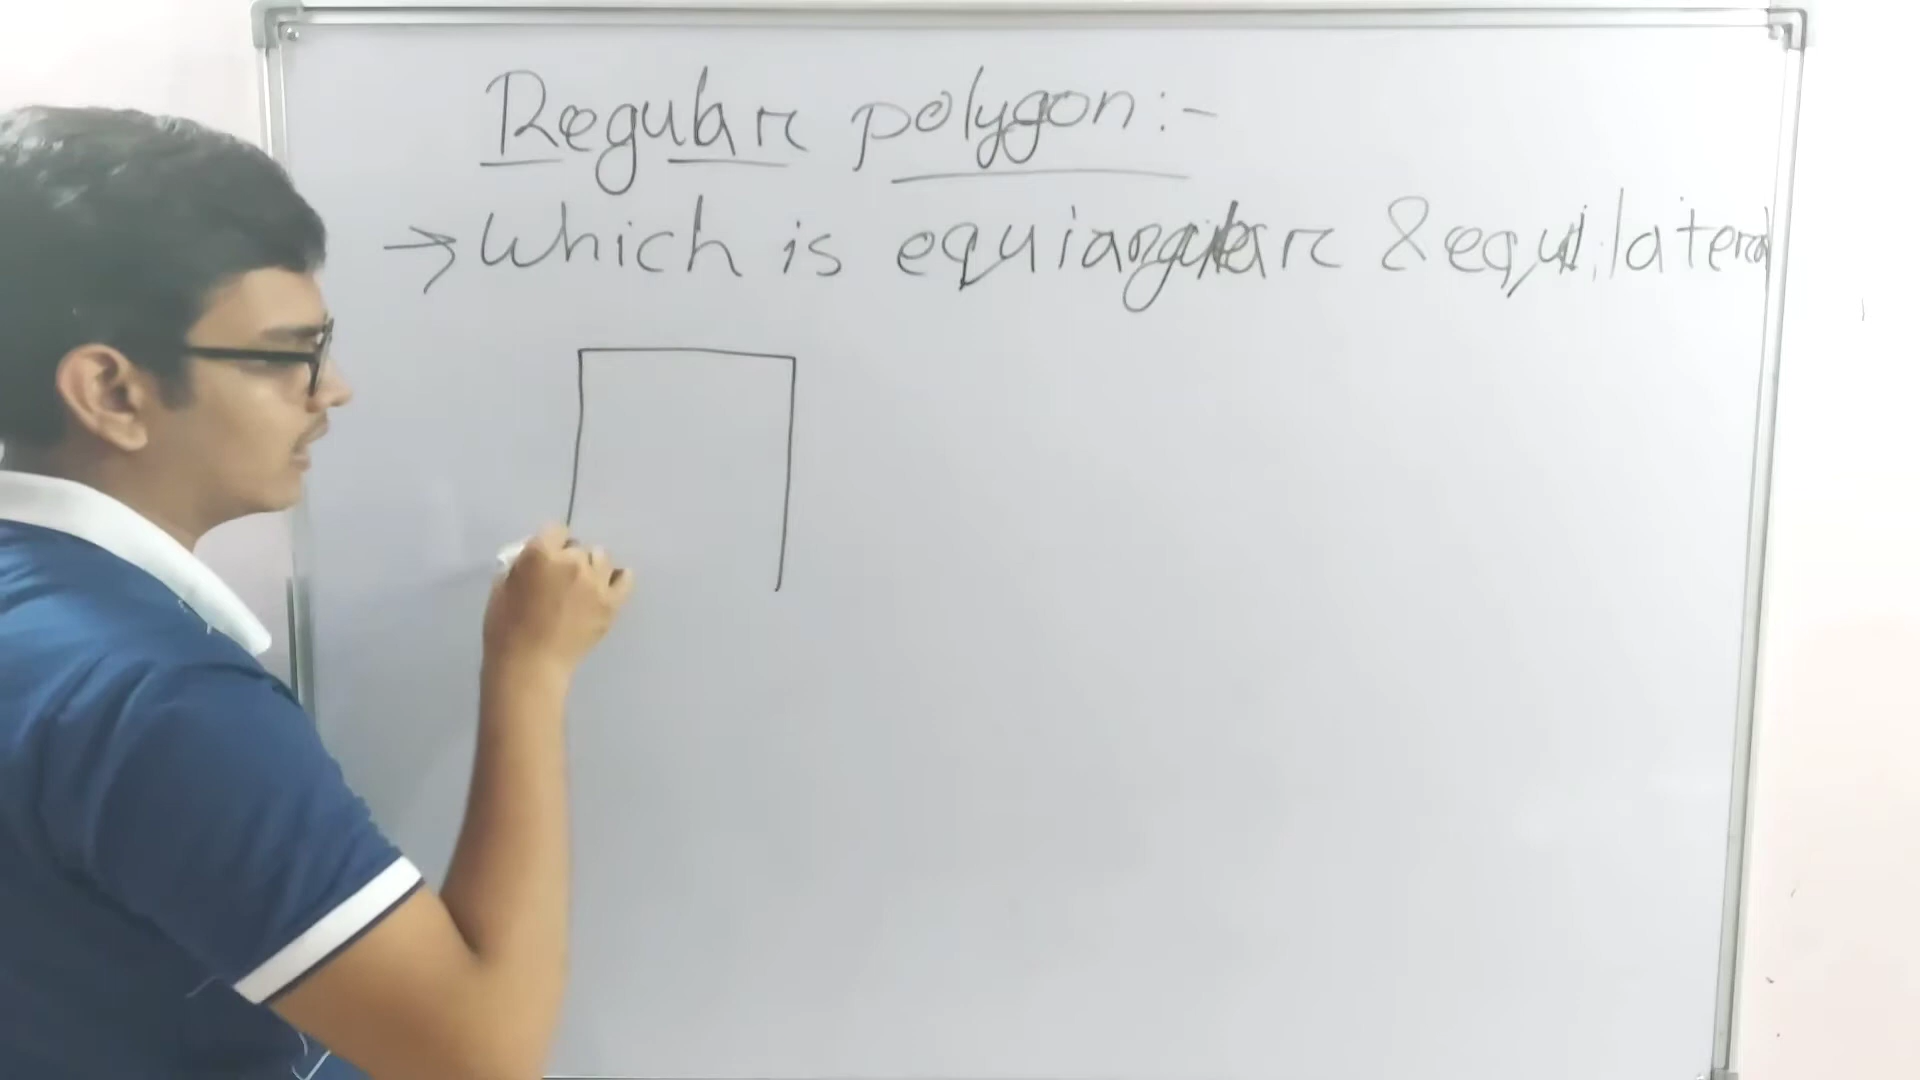 Regular polygon:-
→ Which is equiangular & equilateral